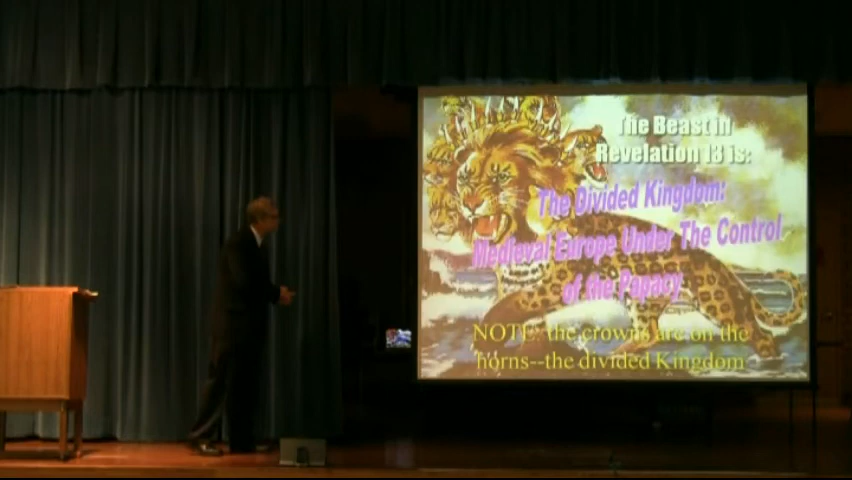 The Beast in
Revelation 13 is:
The Divided Kingdom:
Medieval Europe Under The Control
of the Papacy
NOTE: the crowns are on the
horns--the divided Kingdom